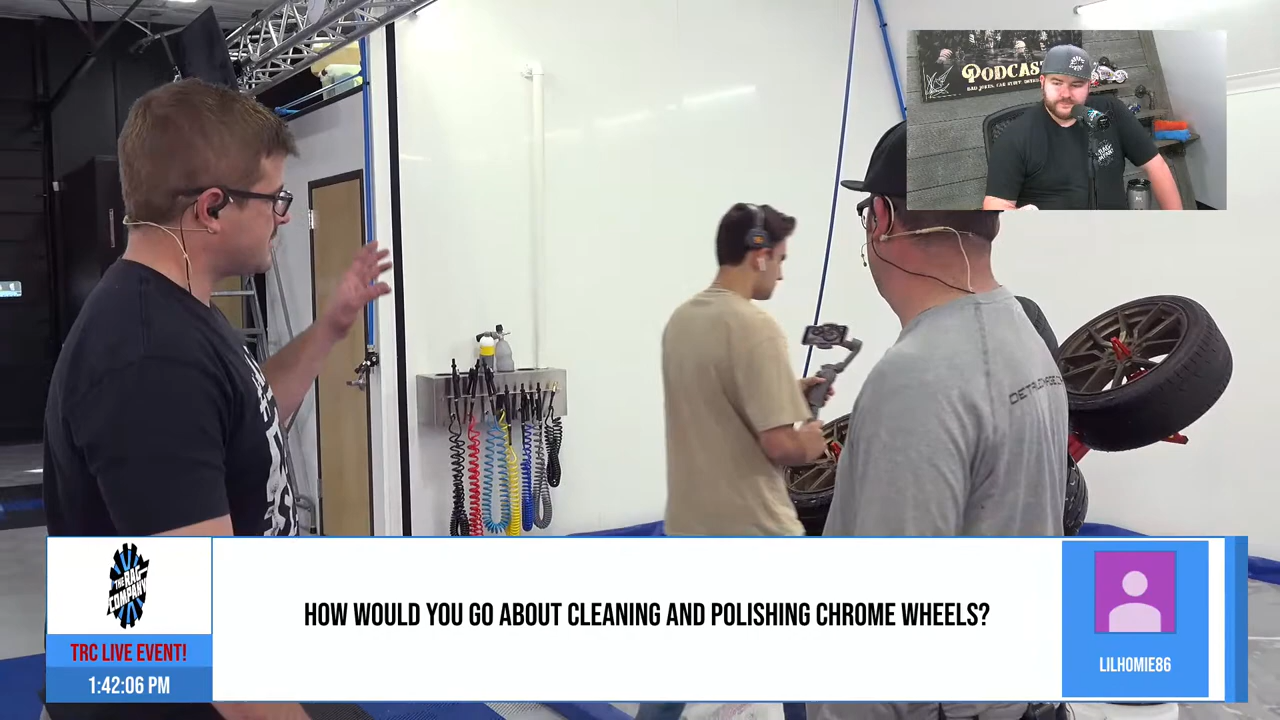 PODCAS
THE RAG
COMPANY
HOW WOULD YOU GO ABOUT CLEANING AND POLISHING CHROME WHEELS?
TRC LIVE EVENT!
1:42:06 PM
LILHOMIE86